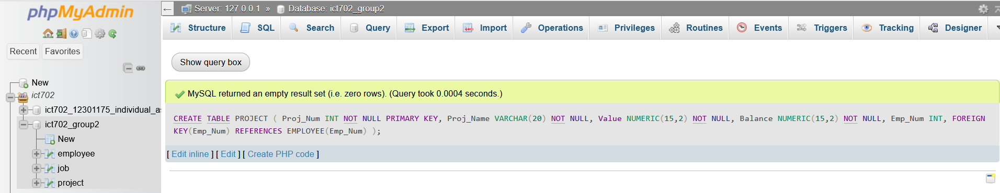 phpMyAdmin
Recent Favorites
New
ict702
ict702_12301175_individual_as
ict702_group2
New
employee
job
project
Server: 127.0.0.1 » Database: ict702_group2
Structure SQL Search Query Export Import Operations Privileges Routines Events Triggers Tracking Designer
Show query box
MySQL returned an empty result set (i.e. zero rows). (Query took 0.0004 seconds.)
CREATE TABLE PROJECT ( Proj_Num INT NOT NULL PRIMARY KEY, Proj_Name VARCHAR(20) NOT NULL, Value NUMERIC(15,2) NOT NULL, Balance NUMERIC(15,2) NOT NULL, Emp_Num INT, FOREIGN
KEY(Emp_Num) REFERENCES EMPLOYEE(Emp_Num) );
[ Edit inline ] [ Edit ] [ Create PHP code ]